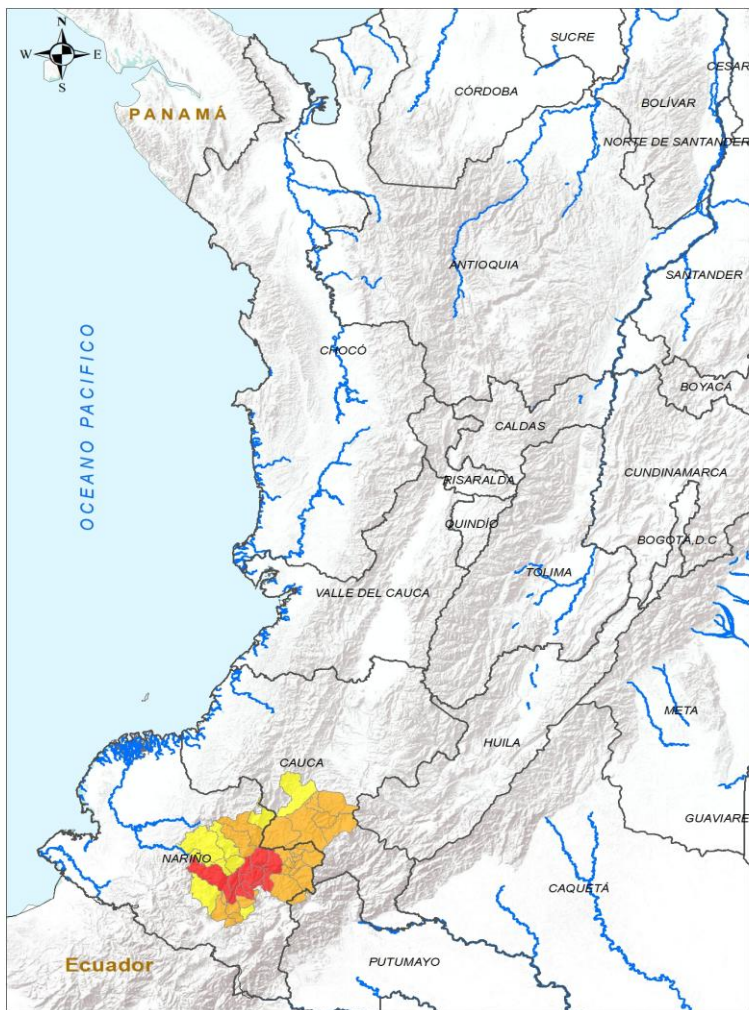 N
W E
S
SUCRE
CESAR
CÓRDOBA
BOLÍVAR
PANAMÁ
NORTE DE SANTANDER
ANTIOQUIA
SANTANDER
OCEANO PACIFICO
CHOCÓ
BOYACÁ
CALDAS
CUNDINAMARCA
RISARALDA
QUINDÍO
BOGOTÁ,D.C
TOLIMA
VALLE DEL CAUCA
META
HUILA
CAUCA
GUAVIARE
NARIÑO
CAQUETÁ
Ecuador
PUTUMAYO